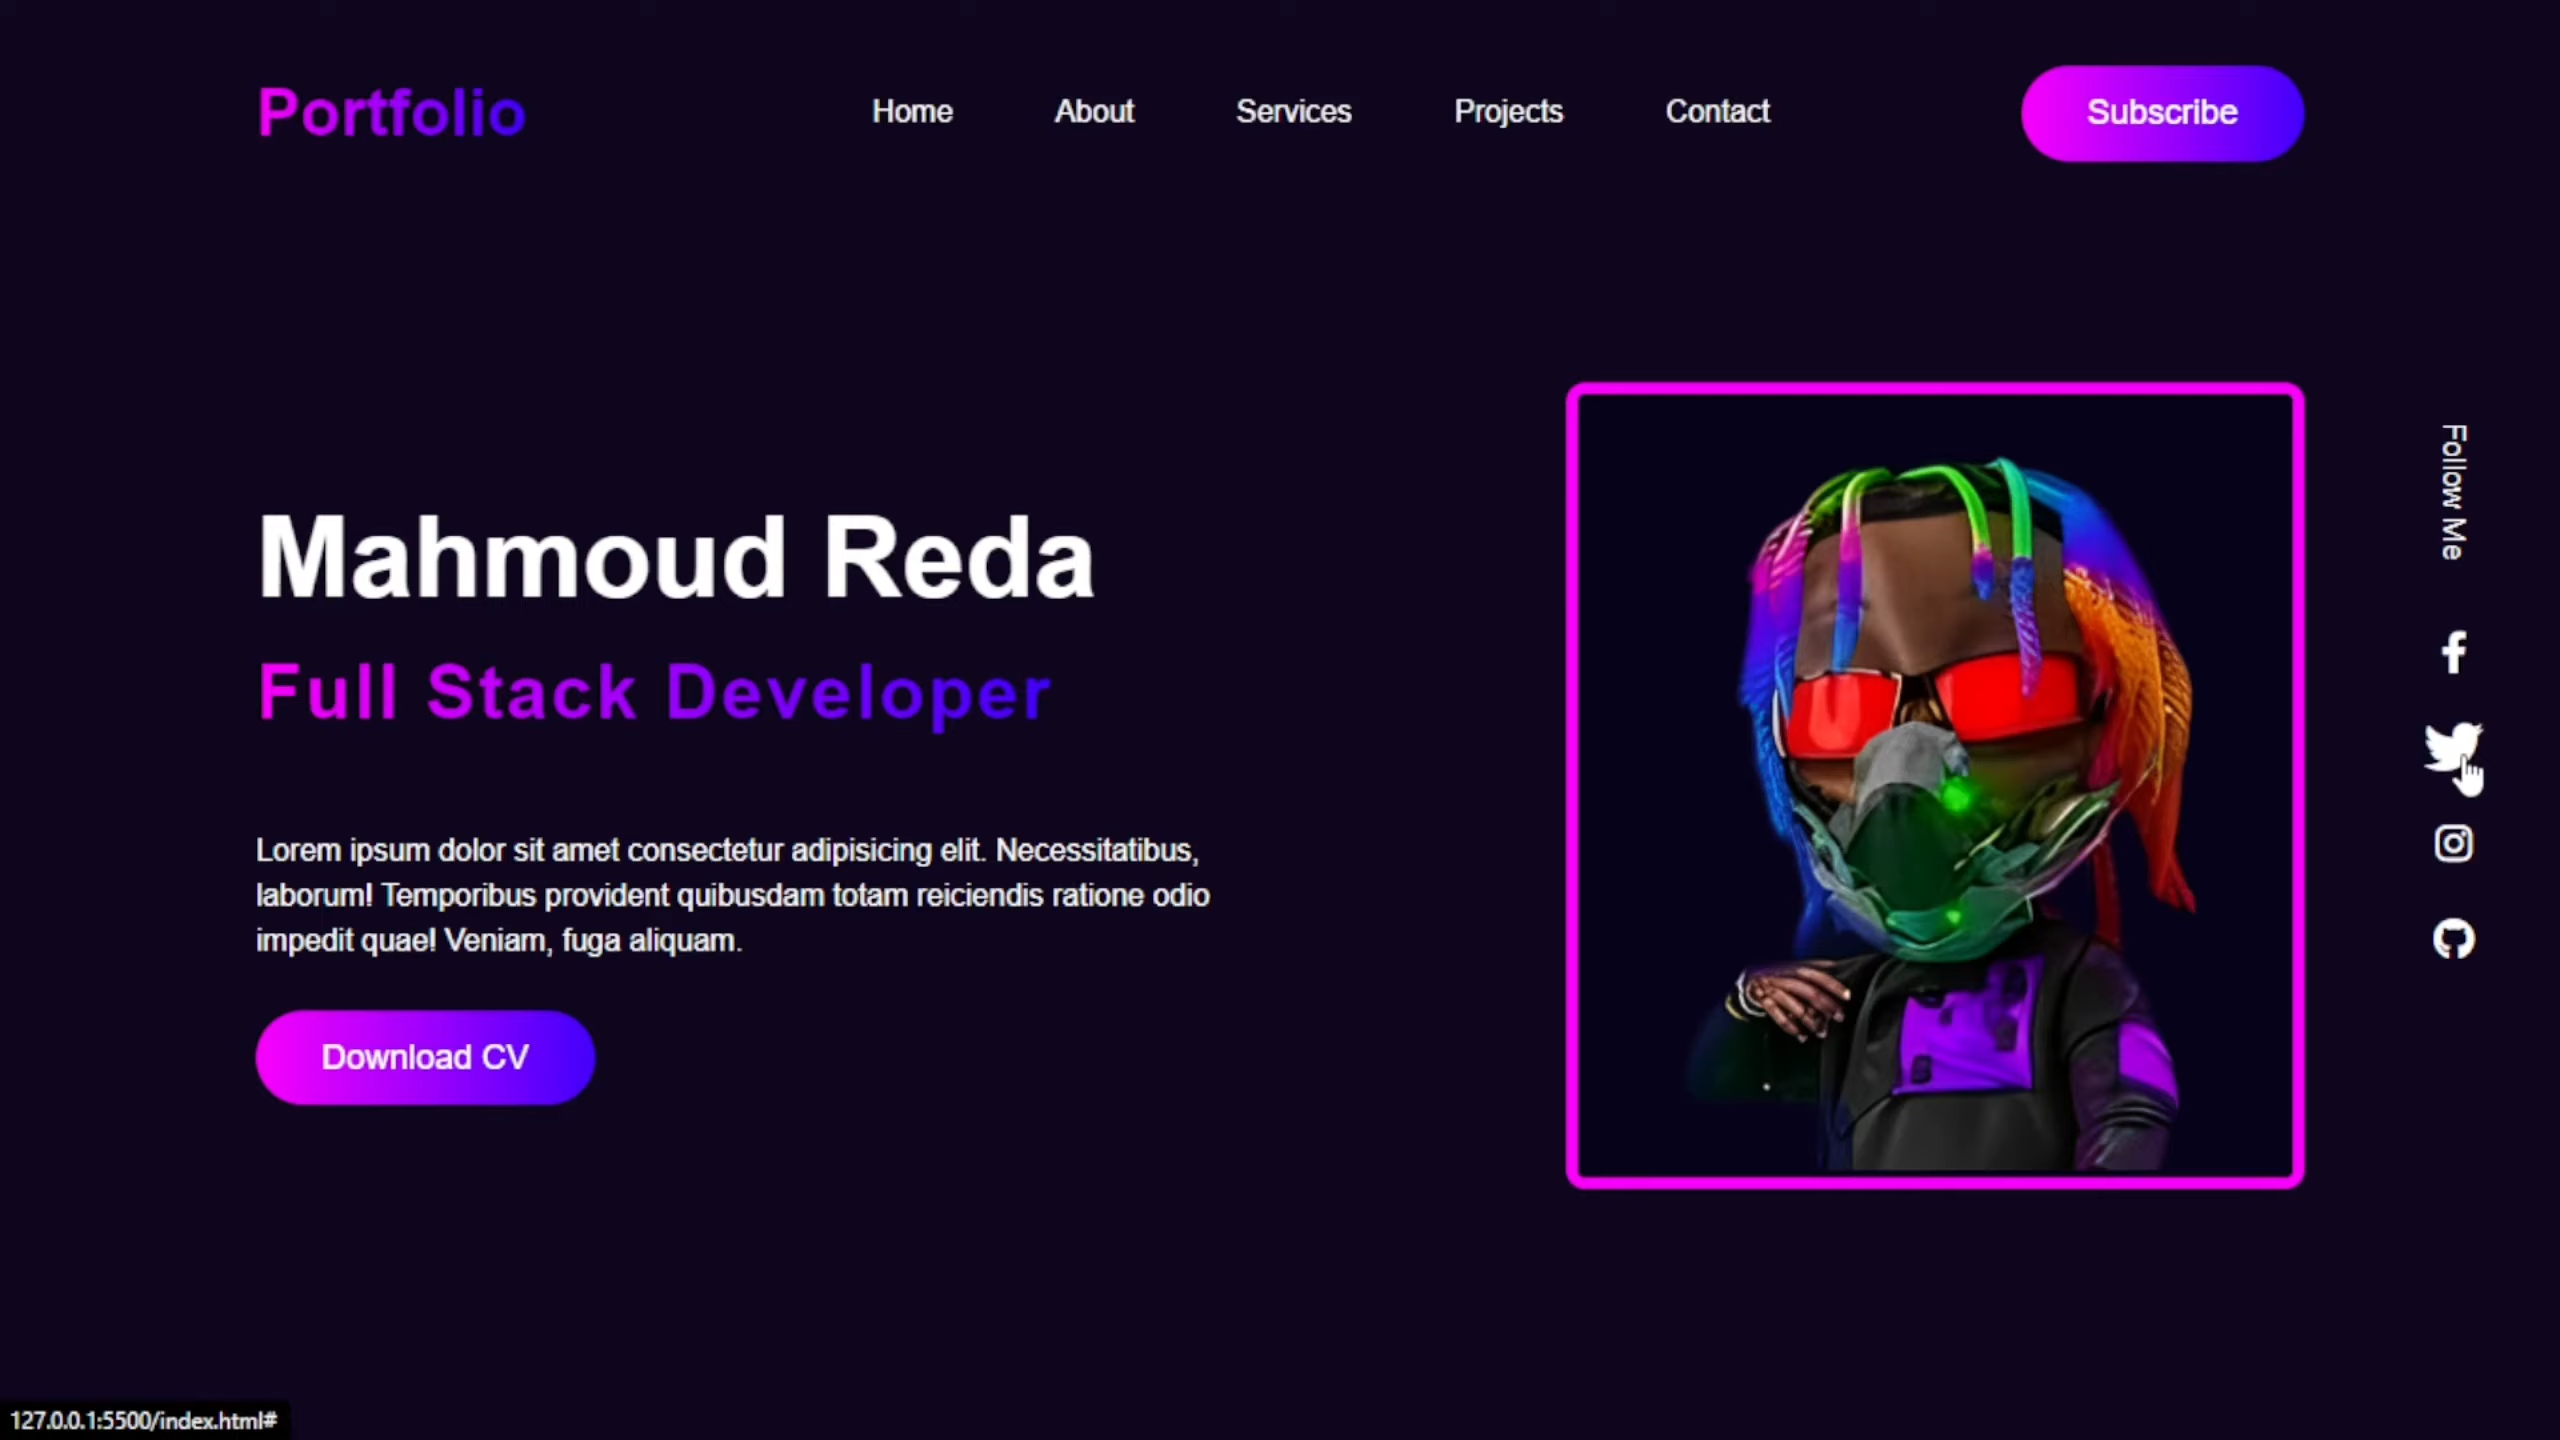 Portfolio
Home
About
Services
Projects
Contact
Subscribe
Mahmoud Reda
Full Stack Developer
Lorem ipsum dolor sit amet consectetur adipisicing elit. Necessitatibus,
laborum! Temporibus provident quibusdam totam reiciendis ratione odio
impedit quae! Veniam, fuga aliquam.
Download CV
Follow Me
127.0.0.1:5500/index.html#